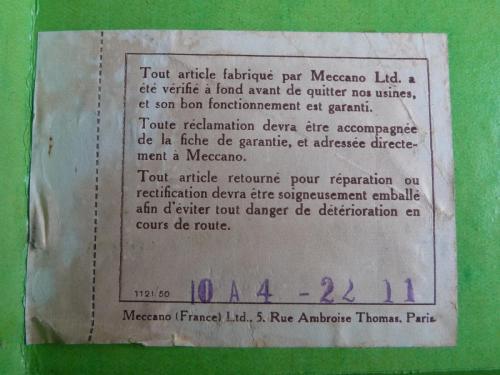 Tout article fabriqué par Meccano Ltd. a
été vérifié à fond avant de quitter nos usines,
et son bon fonctionnement est garanti.
Toute réclamation devra être accompagnée
de la fiche de garantie, et adressée directe-
ment à Meccano.
Tout article retourné pour réparation ou
rectification devra être soigneusement emballé
afin d'éviter tout danger de détérioration en
cours de route.
1121/50 10 A 4 - 22 11
Meccano (France) Ltd., 5, Rue Ambroise Thomas, Paris